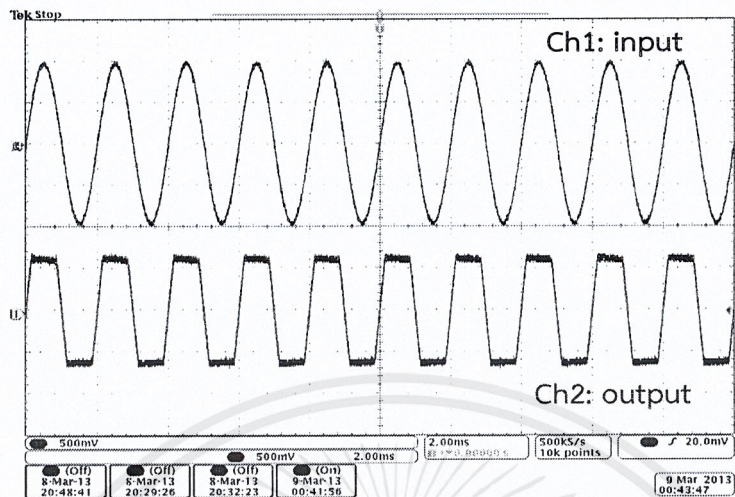 Tek Stop
Ch1: input
Ch2: output
500mV
500mV 2.00ms
2.00ms
500kS/s
10k points
20.0mV
(Off)
8-Mar-13
20:48:41
(Off)
8-Mar-13
20:29:26
(Off)
8-Mar-13
20:32:23
(On)
9-Mar-13
00:41:56
9 Mar 2013
00:43:47